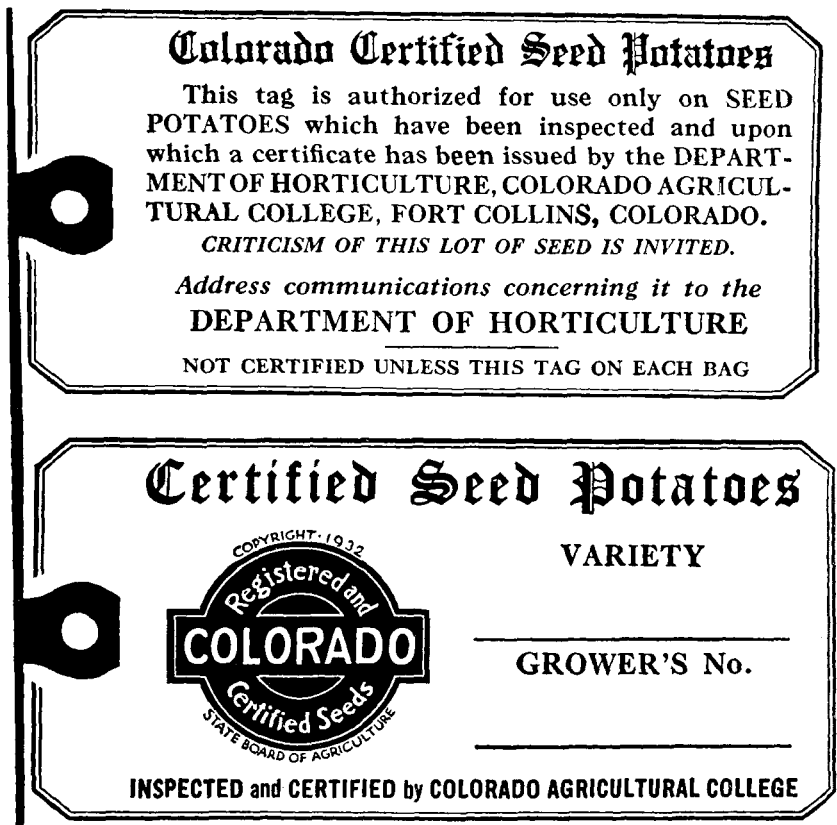 Colorado Certified Seed Potatoes
This tag is authorized for use only on SEED
POTATOES which have been inspected and upon
which a certificate has been issued by the DEPART-
MENT OF HORTICULTURE, COLORADO AGRICUL-
TURAL COLLEGE, FORT COLLINS, COLORADO.
CRITICISM OF THIS LOT OF SEED IS INVITED.
Address communications concerning it to the
DEPARTMENT OF HORTICULTURE
NOT CERTIFIED UNLESS THIS TAG ON EACH BAG
Certified Seed Potatoes
COPYRIGHT · 1932
Registered and
COLORADO
Certified Seeds
STATE BOARD OF AGRICULTURE
VARIETY
GROWER'S No.
INSPECTED and CERTIFIED by COLORADO AGRICULTURAL COLLEGE